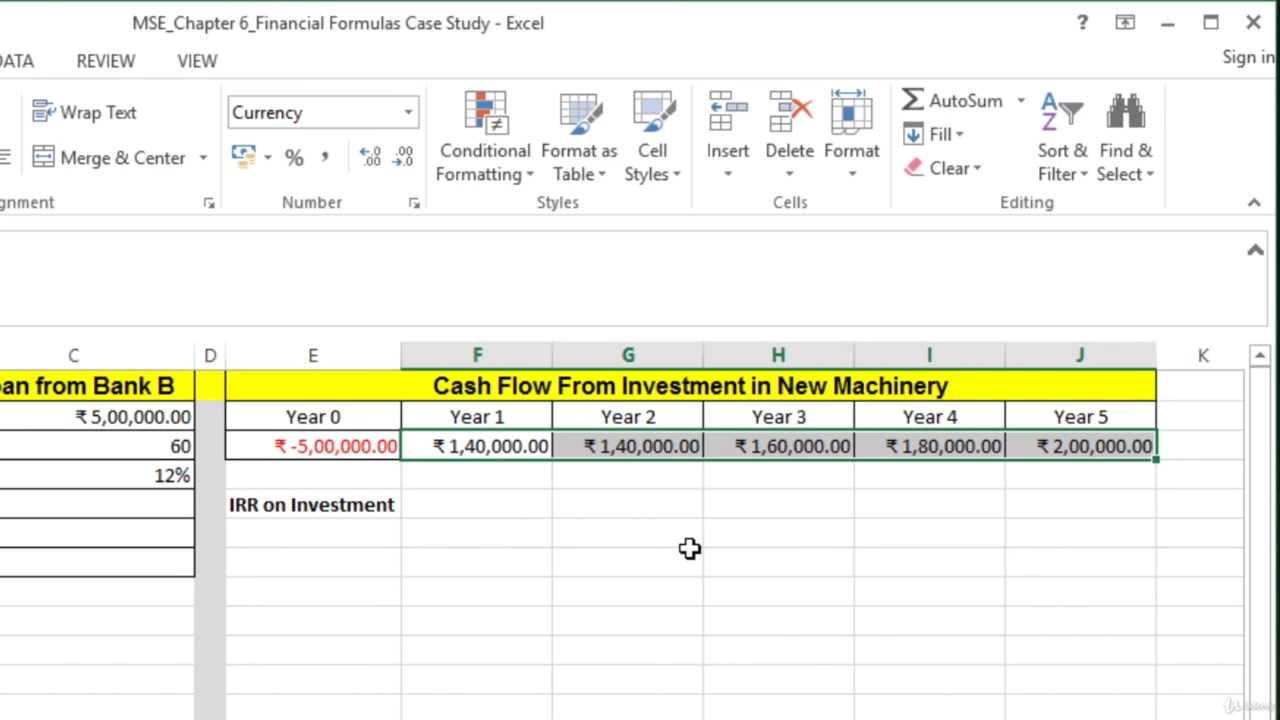 MSE_Chapter 6_Financial Formulas Case Study - Excel
?
REVIEW VIEW Sign in
Wrap Text
Currency
AutoSum
Merge & Center
%
Conditional Formatting
Format as Table
Cell Styles
Insert
Delete
Format
Fill
Clear
Sort & Filter
Find & Select
Number
Styles
Cells
Editing
C D E F G H I J K
from Bank B Cash Flow From Investment in New Machinery
₹ 5,00,000.00 Year 0 Year 1 Year 2 Year 3 Year 4 Year 5
60 ₹ -5,00,000.00 ₹ 1,40,000.00 ₹ 1,40,000.00 ₹ 1,60,000.00 ₹ 1,80,000.00 ₹ 2,00,000.00
12%
IRR on Investment
Udemy